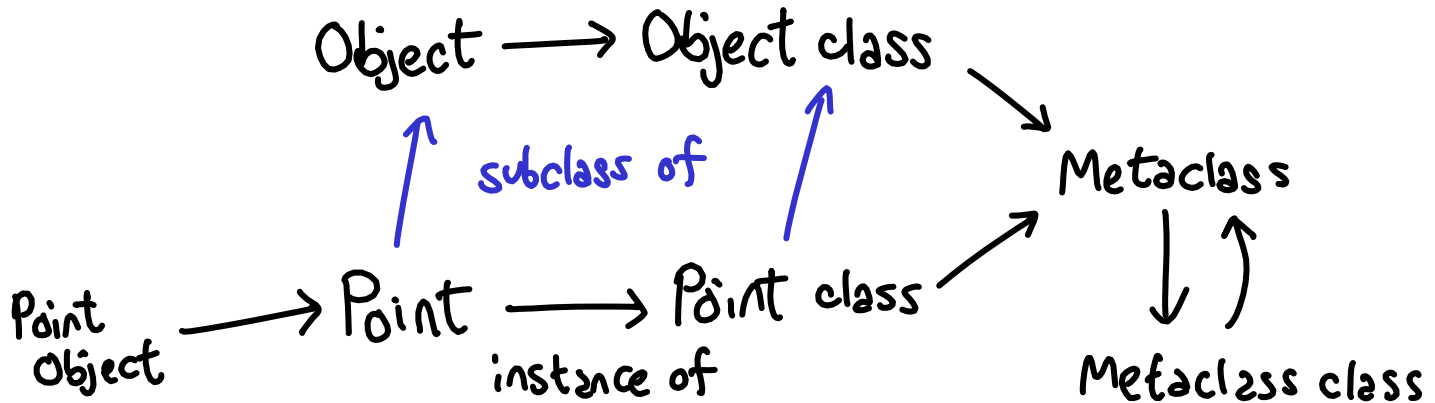 Object
Object class
subclass of
Metaclass
Point
Object
Point
Point class
instance of
Metaclass class